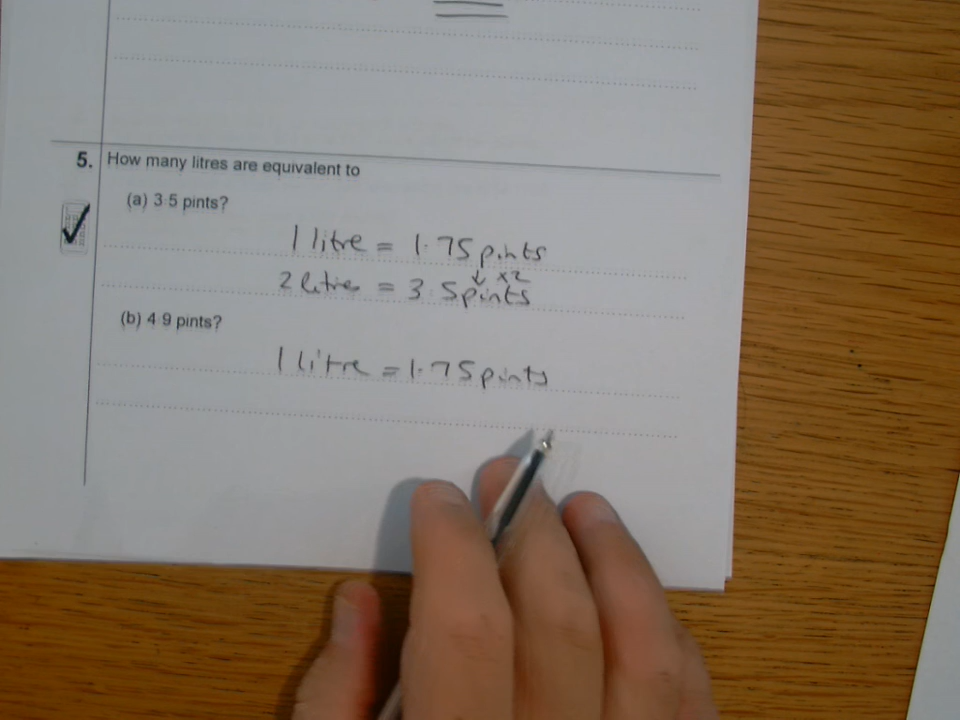 5. How many litres are equivalent to
(a) 3·5 pints?
1 litre = 1·75 pints
↓ ×2
2 litres = 3·5 pints
(b) 4·9 pints?
1 litre = 1·75 pints